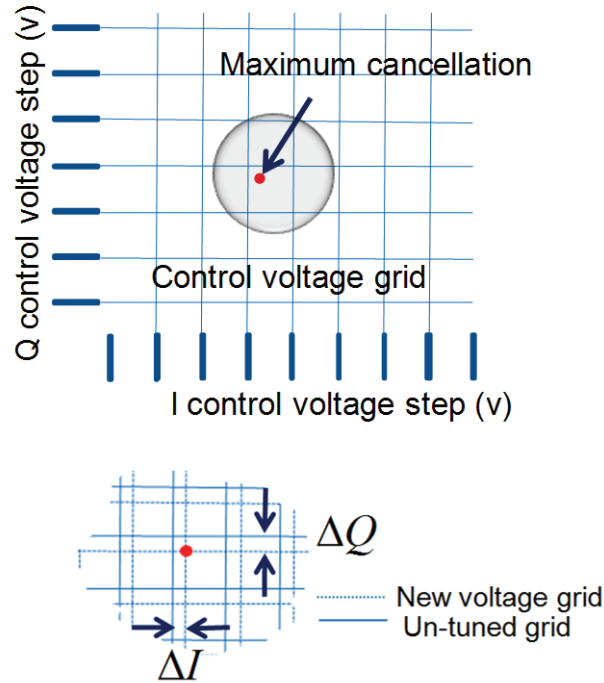 Q control voltage step (v)
Maximum cancellation
Control voltage grid
I control voltage step (v)
ΔQ
New voltage grid
Un-tuned grid
ΔI